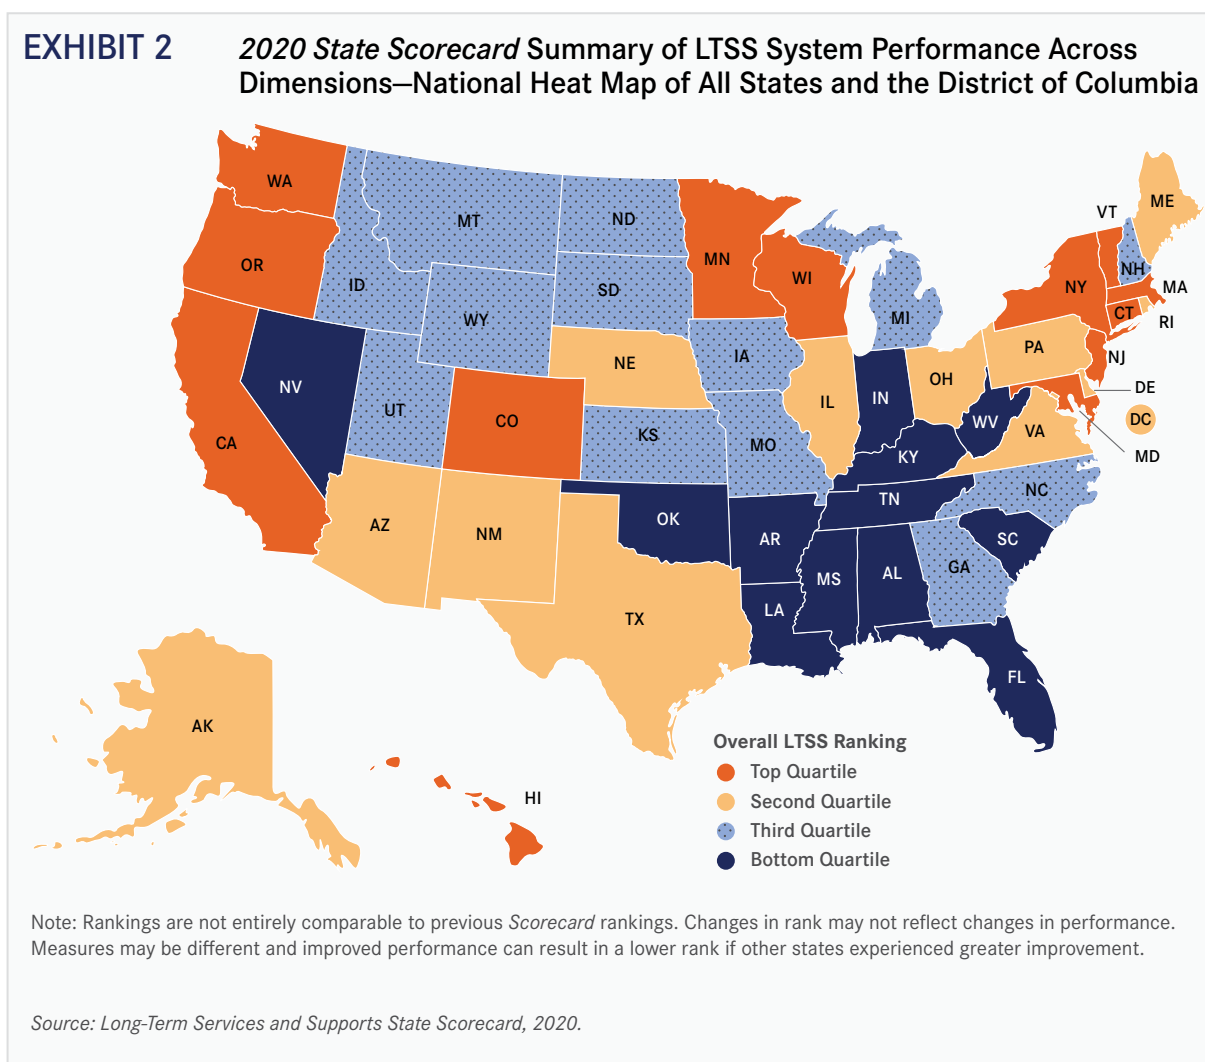 EXHIBIT 2
2020 State Scorecard Summary of LTSS System Performance Across
Dimensions—National Heat Map of All States and the District of Columbia
WA
MT
ND
MN
ME
VT
OR
ID
SD
WI
NH
NY
MA
WY
MI
CT
RI
IA
PA
NJ
NE
OH
NV
UT
CO
IL
IN
DE
DC
WV
VA
MD
CA
KS
MO
KY
NC
TN
AZ
NM
OK
AR
SC
MS
AL
GA
LA
TX
FL
AK
HI
Overall LTSS Ranking
Top Quartile
Second Quartile
Third Quartile
Bottom Quartile
Note: Rankings are not entirely comparable to previous Scorecard rankings. Changes in rank may not reflect changes in performance.
Measures may be different and improved performance can result in a lower rank if other states experienced greater improvement.
Source: Long-Term Services and Supports State Scorecard, 2020.